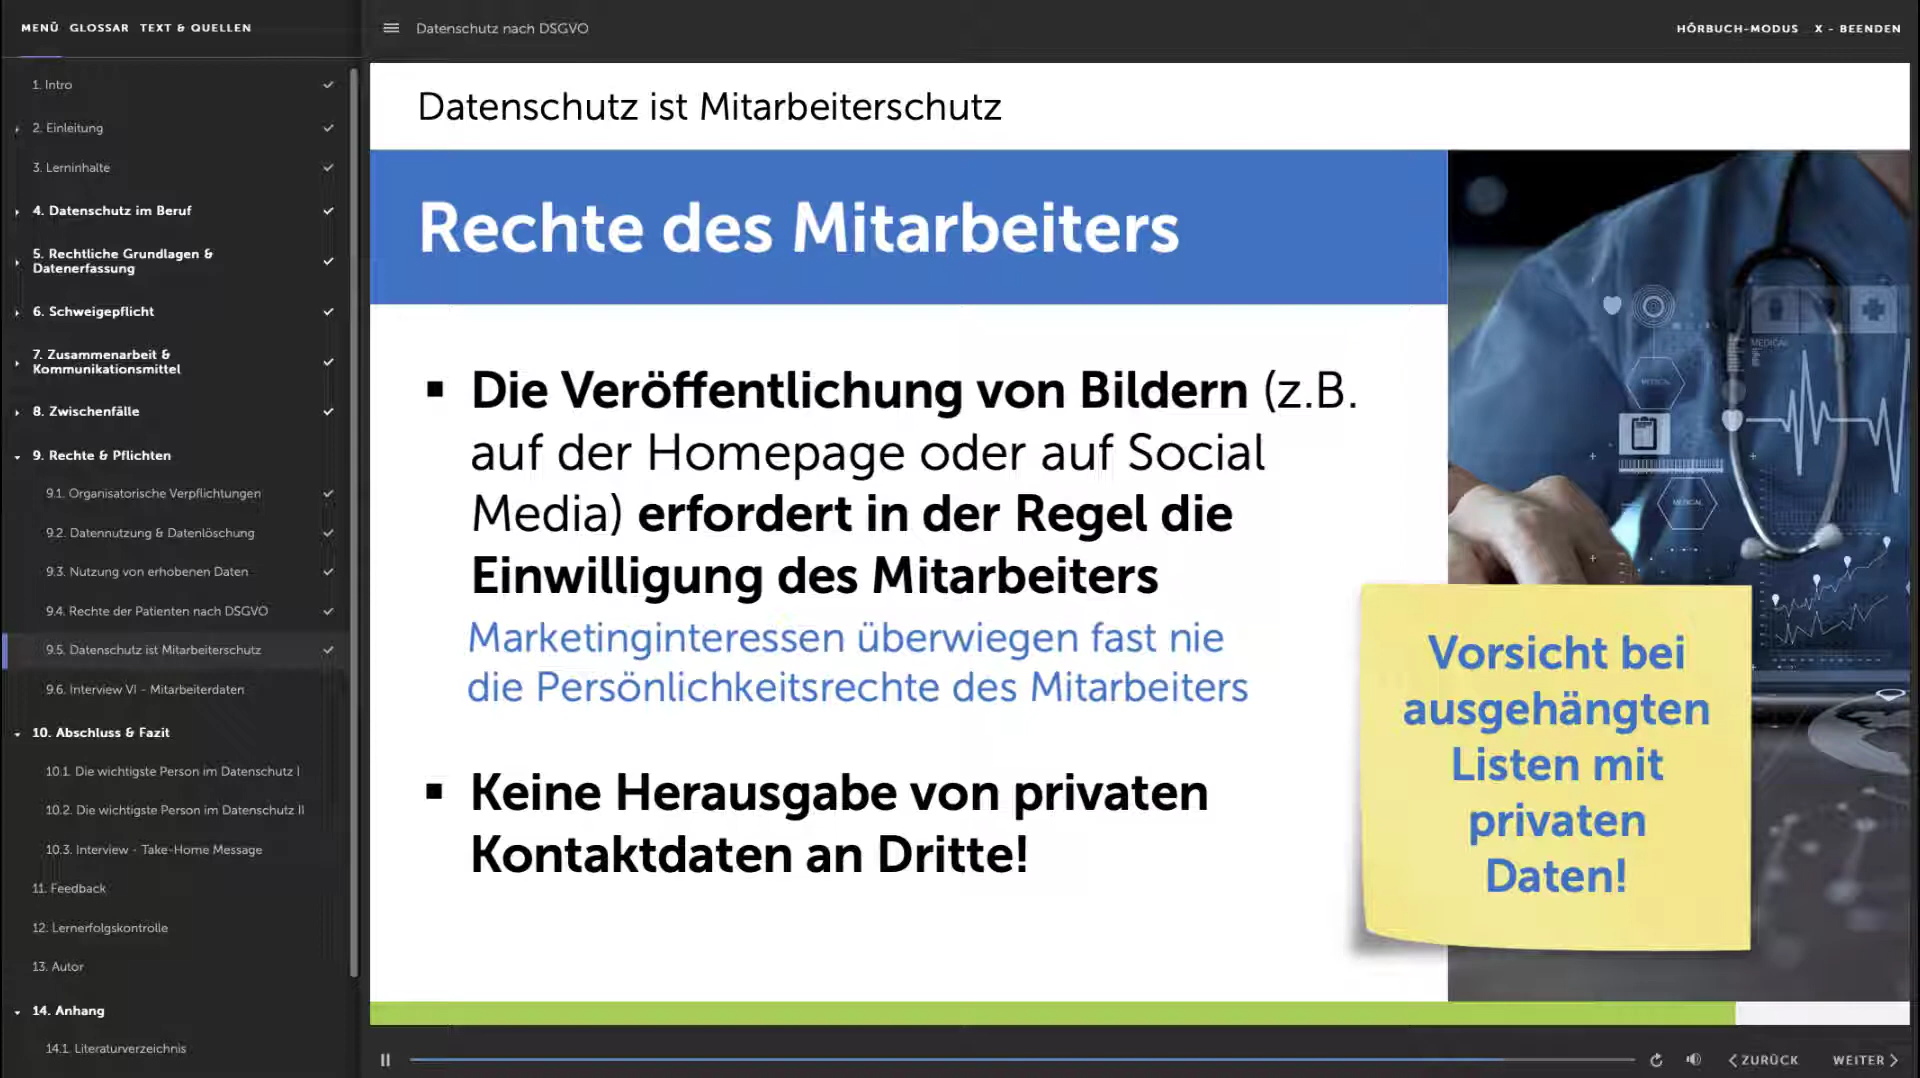 MENÜ GLOSSAR TEXT & QUELLEN
Datenschutz nach DSGVO
HÖRBUCH-MODUS X - BEENDEN
1. Intro
2. Einleitung
3. Lerninhalte
4. Datenschutz im Beruf
5. Rechtliche Grundlagen &
Datenerfassung
6. Schweigepflicht
7. Zusammenarbeit &
Kommunikationsmittel
8. Zwischenfälle
9. Rechte & Pflichten
9.1. Organisatorische Verpflichtungen
9.2. Datennutzung & Datenlöschung
9.3. Nutzung von erhobenen Daten
9.4. Rechte der Patienten nach DSGVO
9.5. Datenschutz ist Mitarbeiterschutz
9.6. Interview VI - Mitarbeiterdaten
10. Abschluss & Fazit
10.1. Die wichtigste Person im Datenschutz I
10.2. Die wichtigste Person im Datenschutz II
10.3. Interview - Take-Home Message
11. Feedback
12. Lernerfolgskontrolle
13. Autor
14. Anhang
14.1. Literaturverzeichnis
Datenschutz ist Mitarbeiterschutz
Rechte des Mitarbeiters
▪ Die Veröffentlichung von Bildern (z.B.
auf der Homepage oder auf Social
Media) erfordert in der Regel die
Einwilligung des Mitarbeiters
Marketinginteressen überwiegen fast nie
die Persönlichkeitsrechte des Mitarbeiters
▪ Keine Herausgabe von privaten
Kontaktdaten an Dritte!
MEDICAL
MEDICAL
MEDICAL
Vorsicht bei
ausgehängten
Listen mit
privaten
Daten!
ZURÜCK WEITER